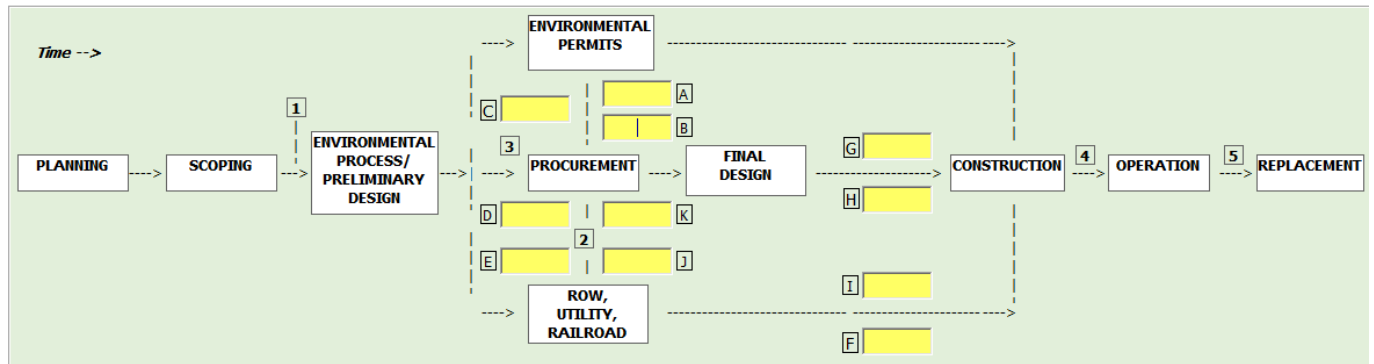 ENVIRONMENTAL
PERMITS
Time -->
A
C
1
B
ENVIRONMENTAL
PROCESS/
PRELIMINARY
DESIGN
3
G
PLANNING
SCOPING
PROCUREMENT
FINAL
DESIGN
CONSTRUCTION
4
OPERATION
5
REPLACEMENT
H
D
K
2
E
J
I
ROW,
UTILITY,
RAILROAD
F